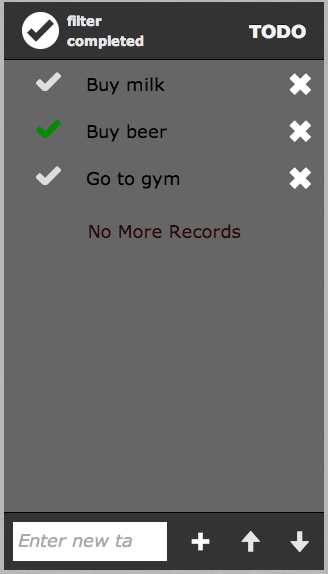 filter
completed
TODO
Buy milk
Buy beer
Go to gym
No More Records
Enter new ta